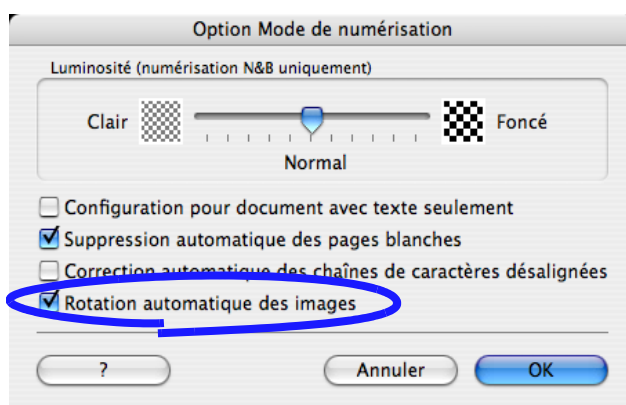 Option Mode de numérisation
Luminosité (numérisation N&B uniquement)
Clair
Foncé
Normal
Configuration pour document avec texte seulement
Suppression automatique des pages blanches
Correction automatique des chaînes de caractères désalignées
Rotation automatique des images
?
Annuler
OK